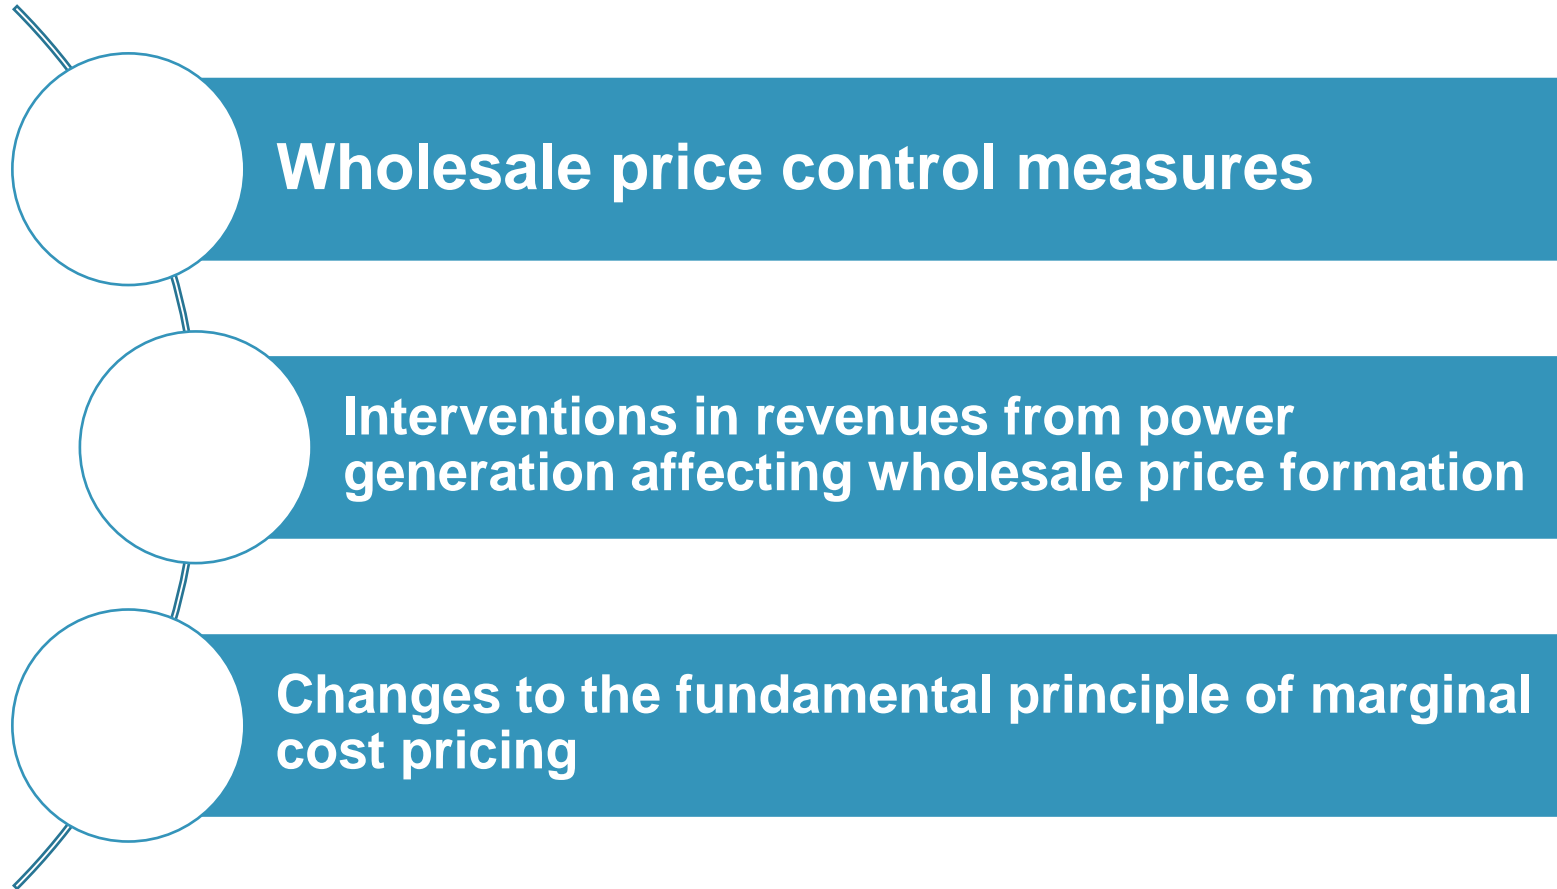 Wholesale price control measures
Interventions in revenues from power
generation affecting wholesale price formation
Changes to the fundamental principle of marginal
cost pricing